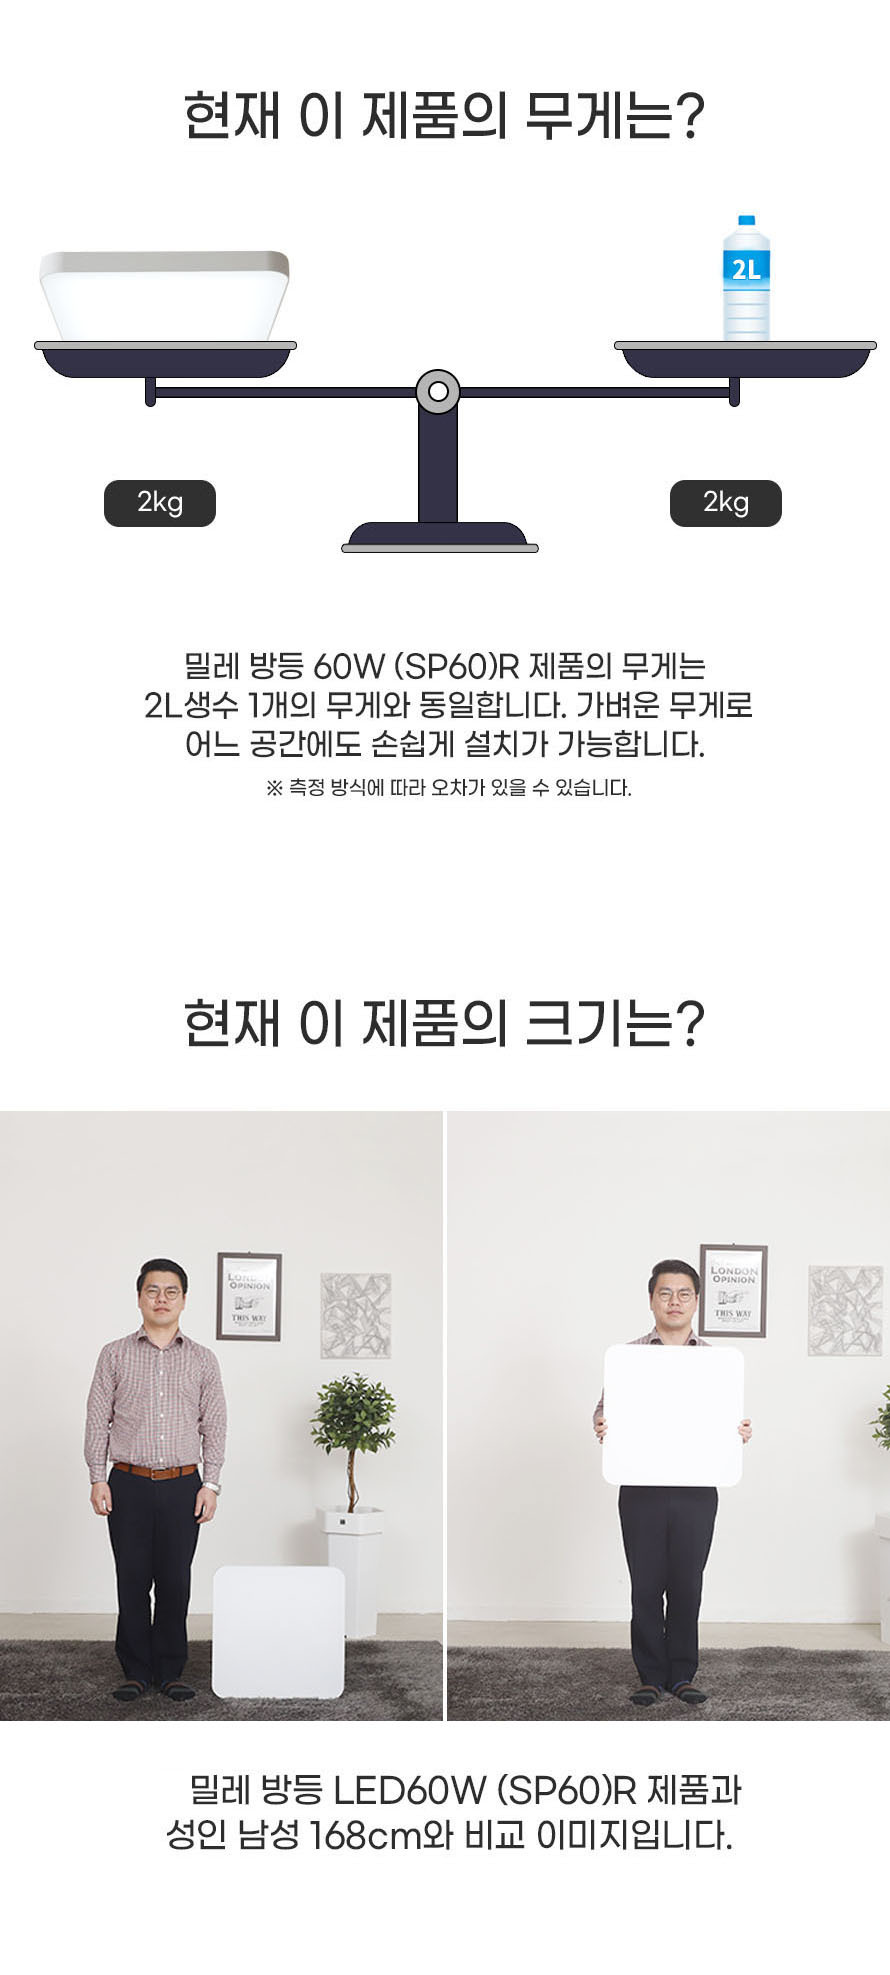 현재 이 제품의 무게는?
2L
2kg
2kg
밀레 방등 60W (SP60)R 제품의 무게는
2L생수 1개의 무게와 동일합니다. 가벼운 무게로
어느 공간에도 손쉽게 설치가 가능합니다.
※ 측정 방식에 따라 오차가 있을 수 있습니다.
현재 이 제품의 크기는?
LONDON
OPINION
THIS WAY
LONDON
OPINION
THIS WAY
밀레 방등 LED60W (SP60)R 제품과
성인 남성 168cm와 비교 이미지입니다.